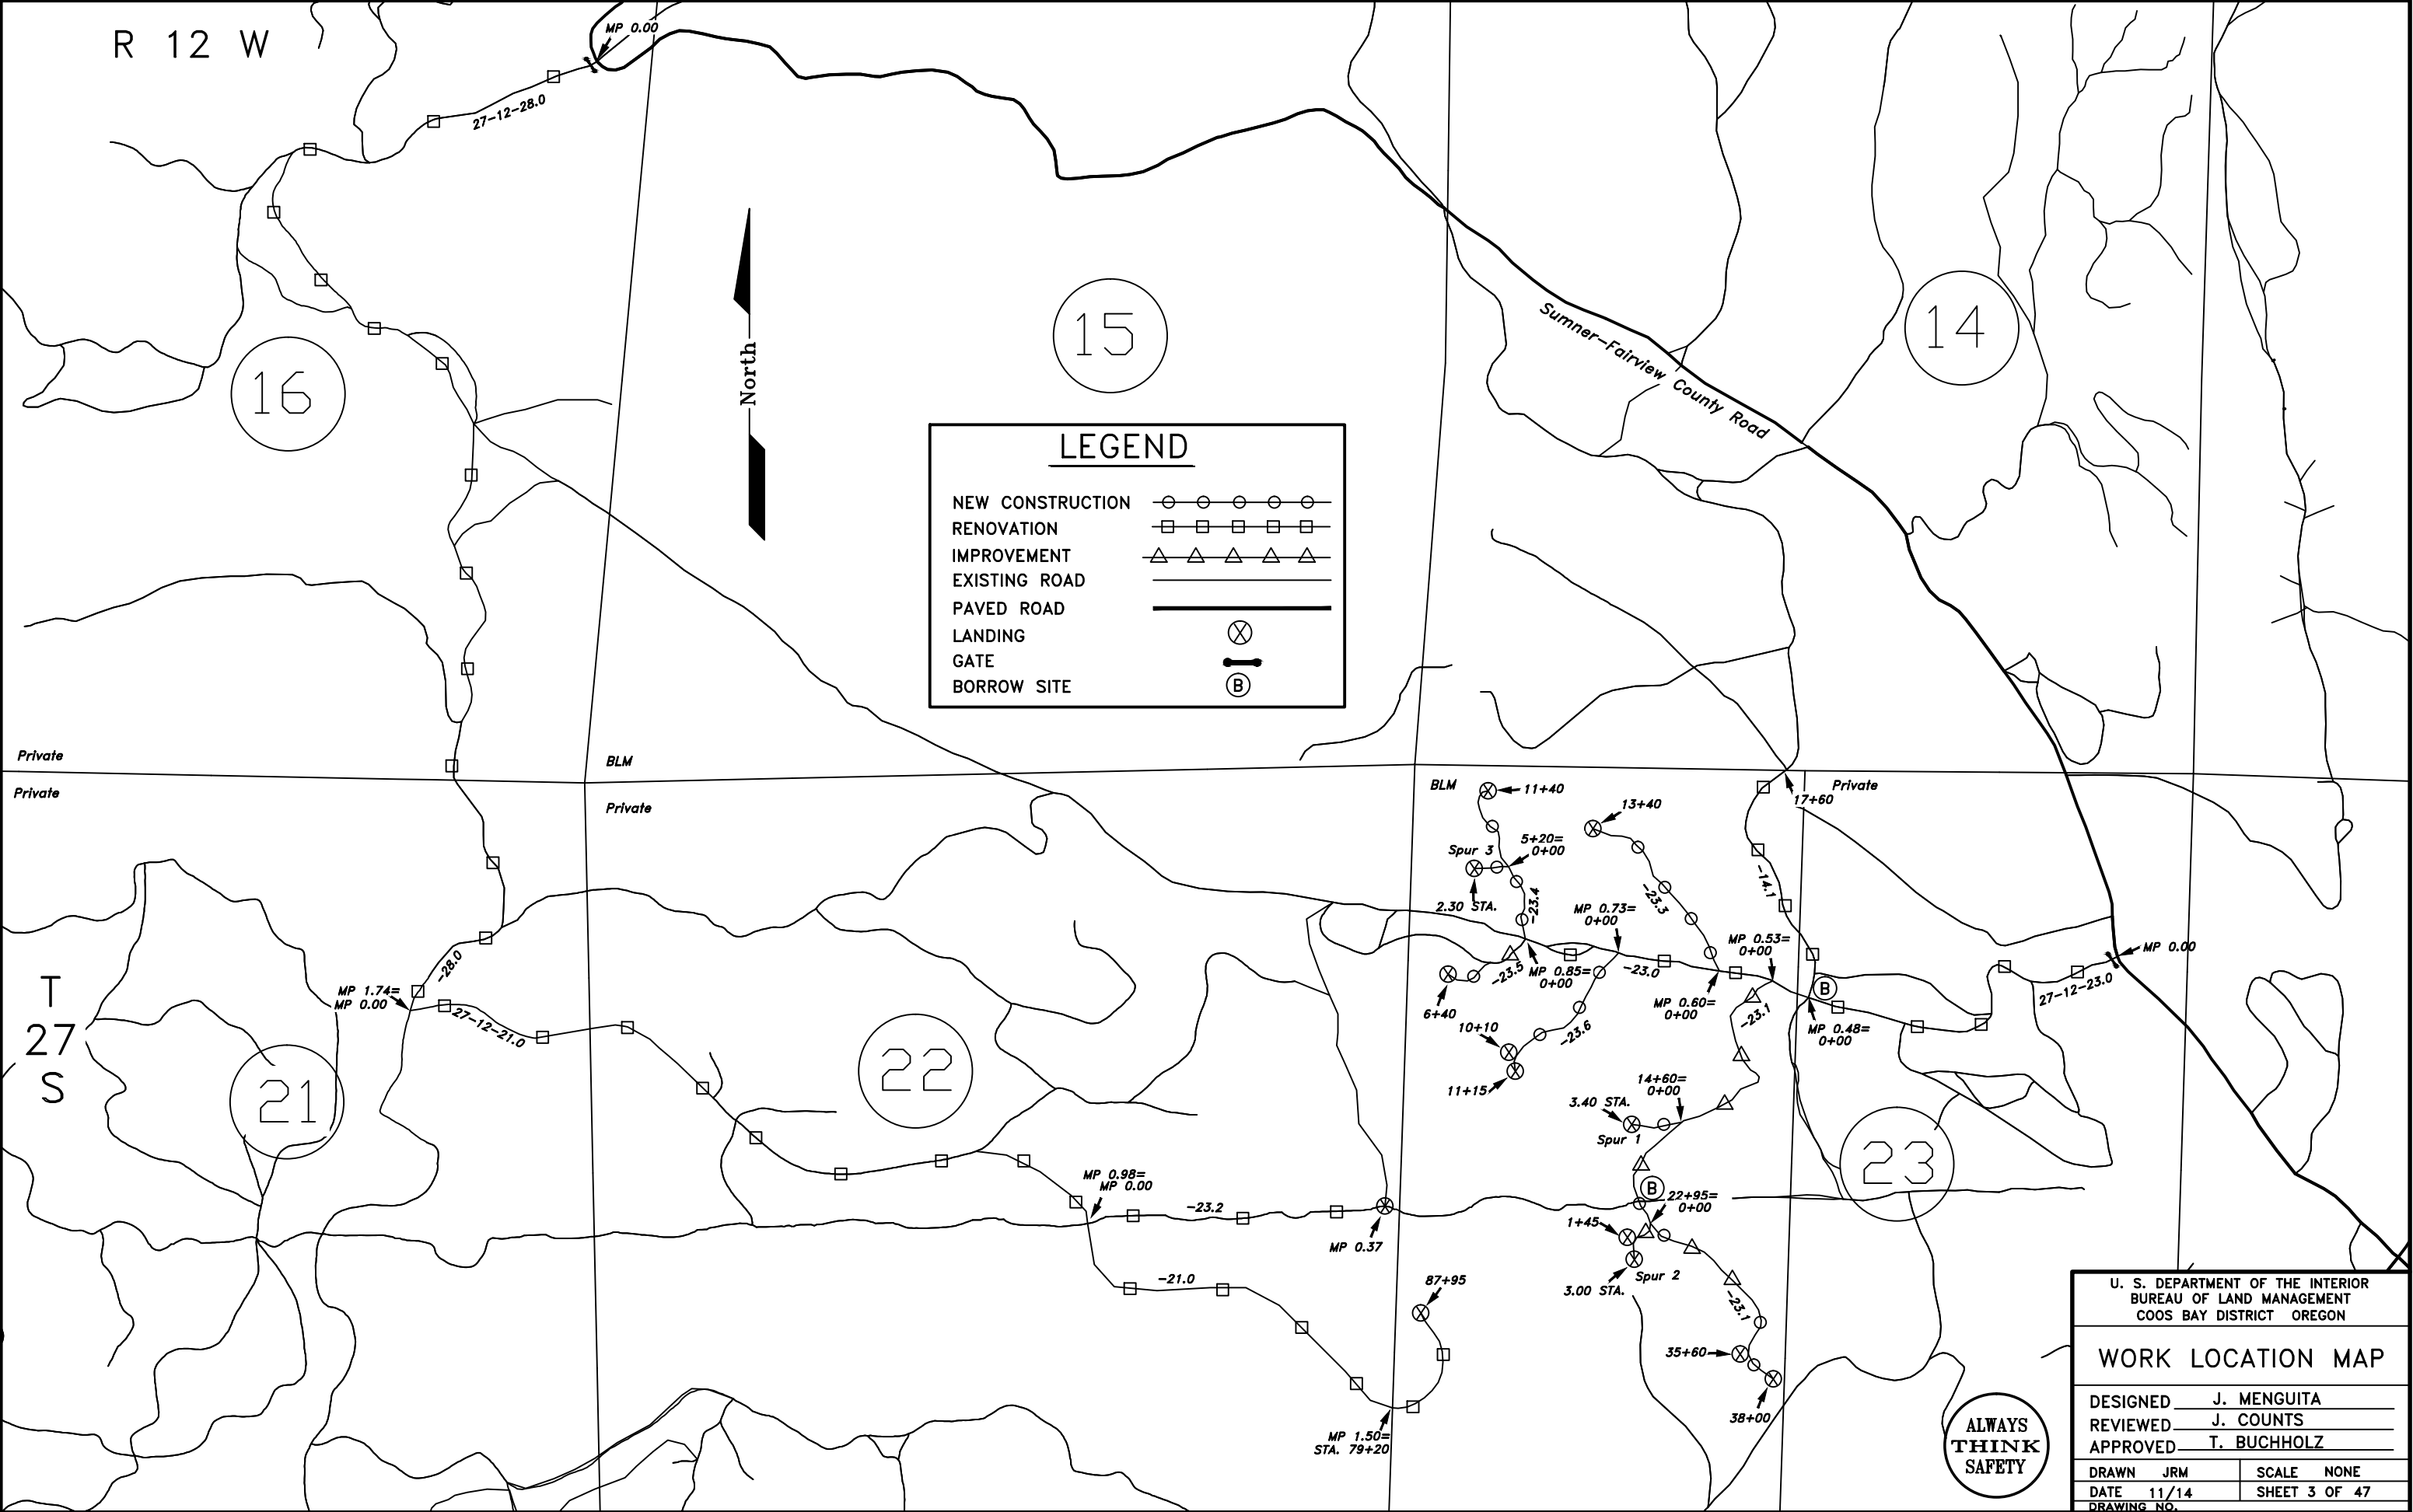 R 12 W
MP 0.00
27-12-28.0
16
North
15
14
Sumner-Fairview County Road
LEGEND
NEW CONSTRUCTION
RENOVATION
IMPROVEMENT
EXISTING ROAD
PAVED ROAD
LANDING
GATE
BORROW SITE
B
Private
BLM
Private
Private
BLM
Private
11+40
17+60
13+40
5+20=
0+00
Spur 3
2.30 STA.
-23.4
-23.3
-14.1
MP 0.73=
0+00
MP 0.53=
0+00
MP 0.00
27-12-23.0
-28.0
MP 1.74=
MP 0.00
27-12-21.0
-23.5
MP 0.85=
0+00
-23.0
MP 0.60=
0+00
B
-23.1
MP 0.48=
0+00
6+40
10+10
-23.6
11+15
T
27
S
21
22
14+60=
0+00
3.40 STA.
Spur 1
23
MP 0.98=
MP 0.00
-23.2
MP 0.37
B
22+95=
0+00
1+45
Spur 2
3.00 STA.
-21.0
87+95
-23.1
35+60
38+00
MP 1.50=
STA. 79+20
ALWAYS
THINK
SAFETY
U. S. DEPARTMENT OF THE INTERIOR
BUREAU OF LAND MANAGEMENT
COOS BAY DISTRICT OREGON
WORK LOCATION MAP
DESIGNED J. MENGUITA
REVIEWED J. COUNTS
APPROVED T. BUCHHOLZ
DRAWN JRM
SCALE NONE
DATE 11/14
SHEET 3 OF 47
DRAWING NO.